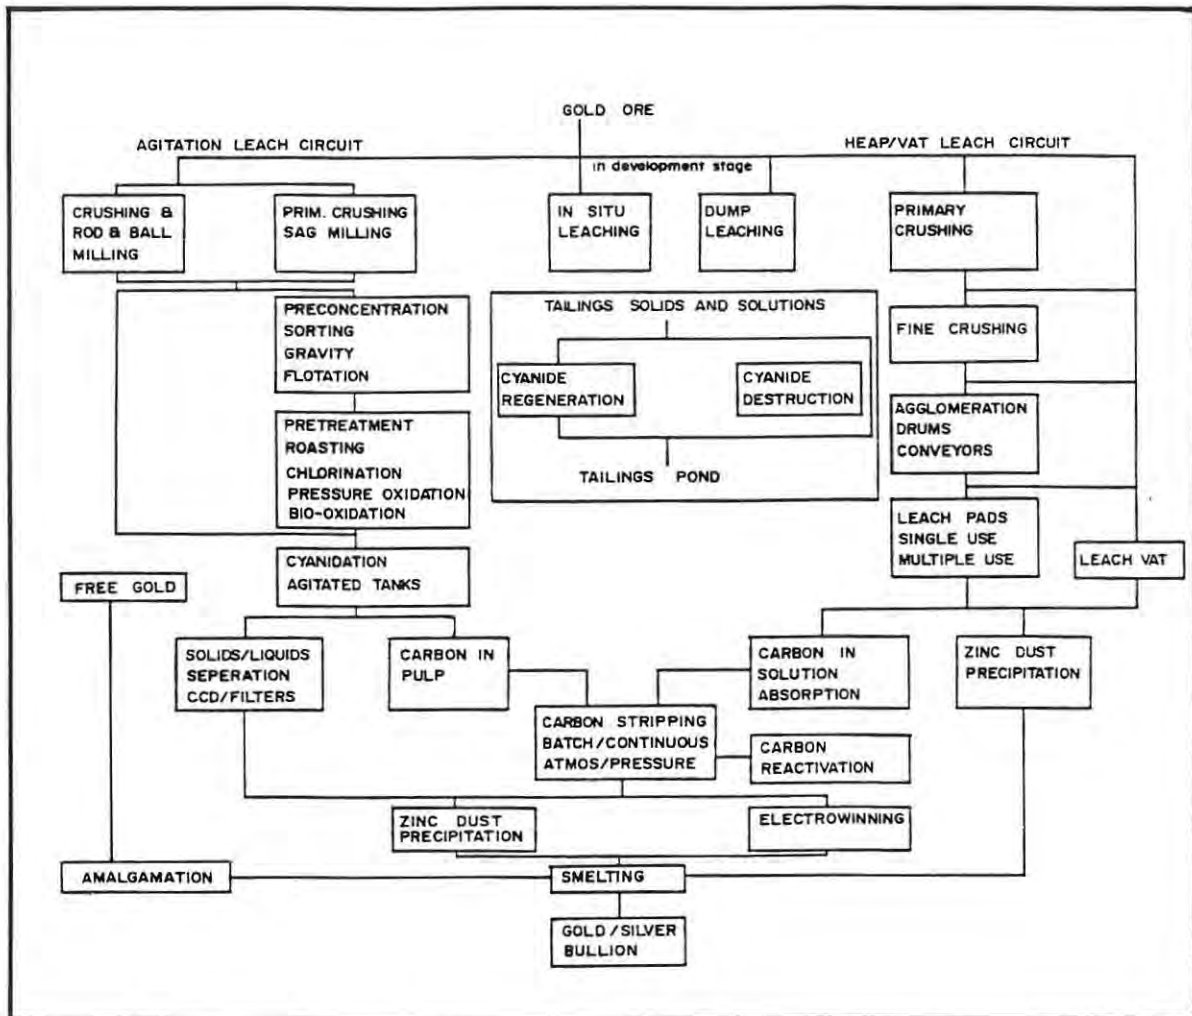 GOLD ORE
AGITATION LEACH CIRCUIT
HEAP/VAT LEACH CIRCUIT
in development stage
CRUSHING &
ROD & BALL
MILLING
PRIM. CRUSHING
SAG MILLING
IN SITU
LEACHING
DUMP
LEACHING
PRIMARY
CRUSHING
PRECONCENTRATION
SORTING
GRAVITY
FLOTATION
TAILINGS SOLIDS AND SOLUTIONS
CYANIDE
REGENERATION
CYANIDE
DESTRUCTION
TAILINGS POND
FINE CRUSHING
AGGLOMERATION
DRUMS
CONVEYORS
PRETREATMENT
ROASTING
CHLORINATION
PRESSURE OXIDATION
BIO-OXIDATION
LEACH PADS
SINGLE USE
MULTIPLE USE
LEACH VAT
CYANIDATION
AGITATED TANKS
FREE GOLD
SOLIDS/LIQUIDS
SEPERATION
CCD/FILTERS
CARBON IN
PULP
CARBON IN
SOLUTION
ABSORPTION
ZINC DUST
PRECIPITATION
CARBON STRIPPING
BATCH/CONTINUOUS
ATMOS/PRESSURE
CARBON
REACTIVATION
ZINC DUST
PRECIPITATION
ELECTROWINNING
AMALGAMATION
SMELTING
GOLD/SILVER
BULLION